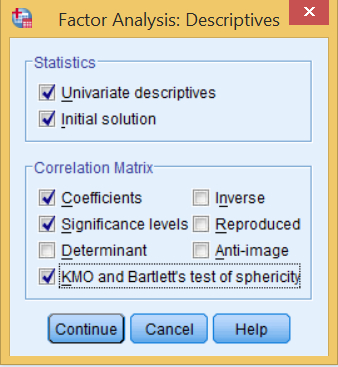 Factor Analysis: Descriptives
Statistics
Univariate descriptives
Initial solution
Correlation Matrix
Coefficients Inverse
Significance levels Reproduced
Determinant Anti-image
KMO and Bartlett's test of sphericity
Continue Cancel Help